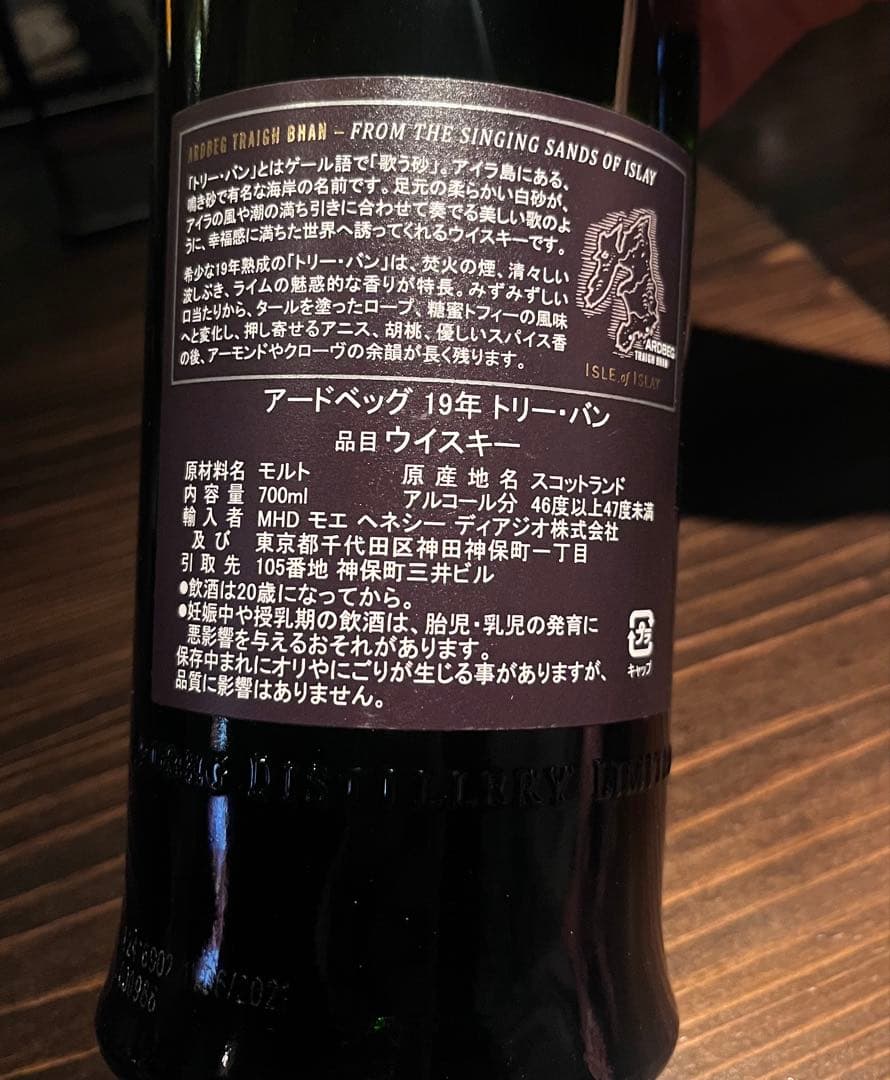 ARDBEG TRAIGH BHAN – FROM THE SINGING SANDS OF ISLAY
「トリー・バン」とはゲール語で「歌う砂」。アイラ島にある、
鳴き砂で有名な海岸の名前です。足元の柔らかい白砂が、
アイラの風や潮の満ち引きに合わせて奏でる美しい歌のよ
うに、幸福感に満ちた世界へ誘ってくれるウイスキーです。
希少な19年熟成の「トリー・バン」は、焚火の煙、清々しい
波しぶき、ライムの魅惑的な香りが特長。みずみずしい
口当たりから、タールを塗ったロープ、糖蜜トフィーの風味
へと変化し、押し寄せるアニス、胡桃、優しいスパイス香
の後、アーモンドやクローヴの余韻が長く残ります。
ARDBEG
TRAIGH BHAN
ISLE of ISLAY
アードベッグ 19年 トリー・バン
品目 ウイスキー
原材料名 モルト 原産地名 スコットランド
内容量 700ml アルコール分 46度以上47度未満
輸入者 MHD モエ ヘネシー ディアジオ株式会社
及び 東京都千代田区神田神保町一丁目
引取先 105番地 神保町三井ビル
●飲酒は20歳になってから。
●妊娠中や授乳期の飲酒は、胎児・乳児の発育に
悪影響を与えるおそれがあります。
保存中まれにオリやにごりが生じる事がありますが、
品質に影響はありません。
プラ
キャップ
DISTILLERY LIMITED